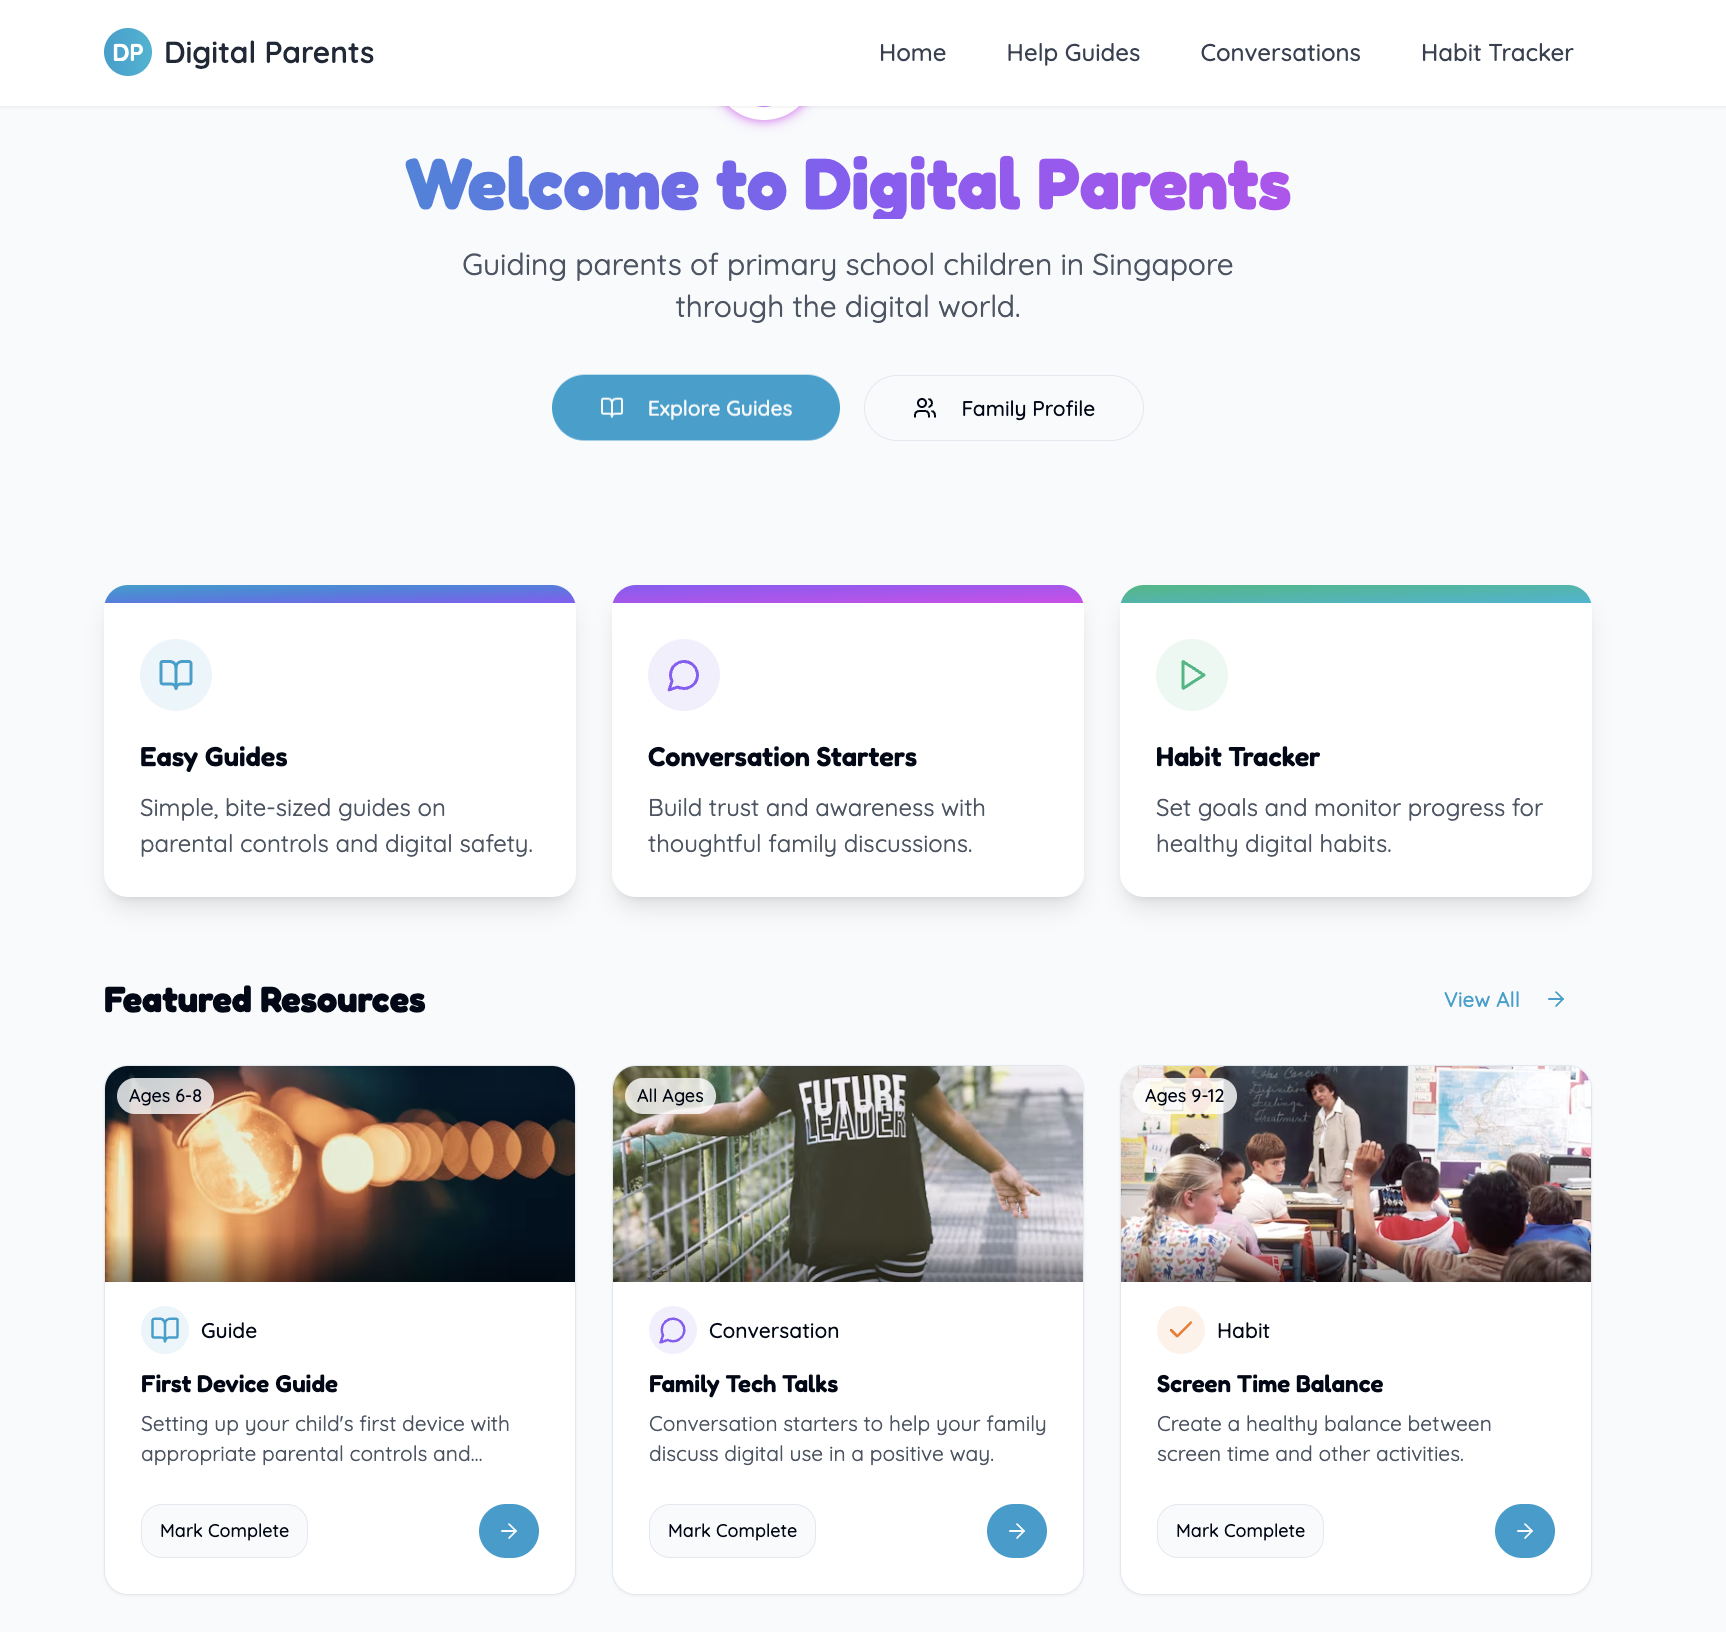 DP Digital Parents
Home Help Guides Conversations Habit Tracker
Welcome to Digital Parents
Guiding parents of primary school children in Singapore
through the digital world.
Explore Guides
Family Profile
Easy Guides
Simple, bite-sized guides on
parental controls and digital safety.
Conversation Starters
Build trust and awareness with
thoughtful family discussions.
Habit Tracker
Set goals and monitor progress for
healthy digital habits.
Featured Resources
View All
Ages 6-8
Guide
First Device Guide
Setting up your child's first device with
appropriate parental controls and...
Mark Complete
All Ages
FUTURE
LEADER
Conversation
Family Tech Talks
Conversation starters to help your family
discuss digital use in a positive way.
Mark Complete
Ages 9-12
Definition
Feelings
Treatment
Habit
Screen Time Balance
Create a healthy balance between
screen time and other activities.
Mark Complete